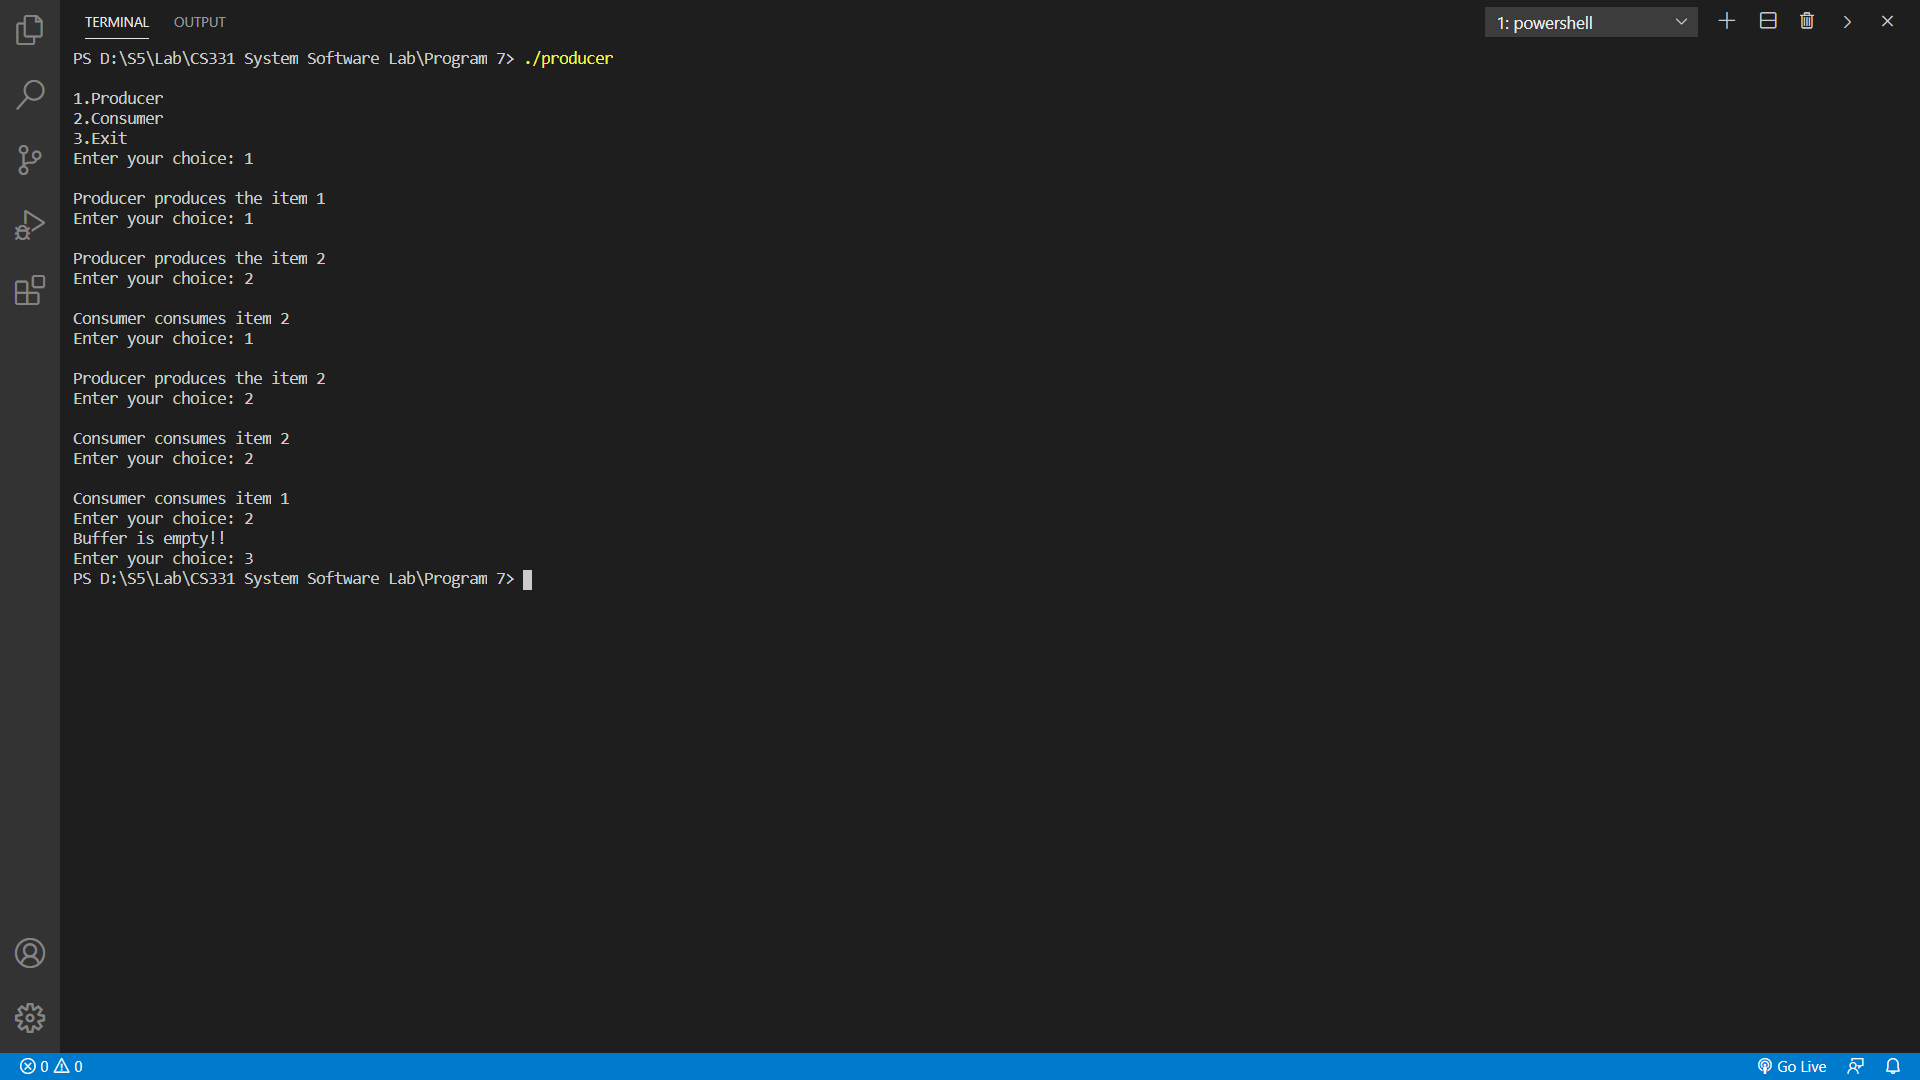 TERMINAL OUTPUT 1: powershell
PS D:\S5\Lab\CS331 System Software Lab\Program 7> ./producer
1.Producer
2.Consumer
3.Exit
Enter your choice: 1
Producer produces the item 1
Enter your choice: 1
Producer produces the item 2
Enter your choice: 2
Consumer consumes item 2
Enter your choice: 1
Producer produces the item 2
Enter your choice: 2
Consumer consumes item 2
Enter your choice: 2
Consumer consumes item 1
Enter your choice: 2
Buffer is empty!!
Enter your choice: 3
PS D:\S5\Lab\CS331 System Software Lab\Program 7>
0 0 Go Live